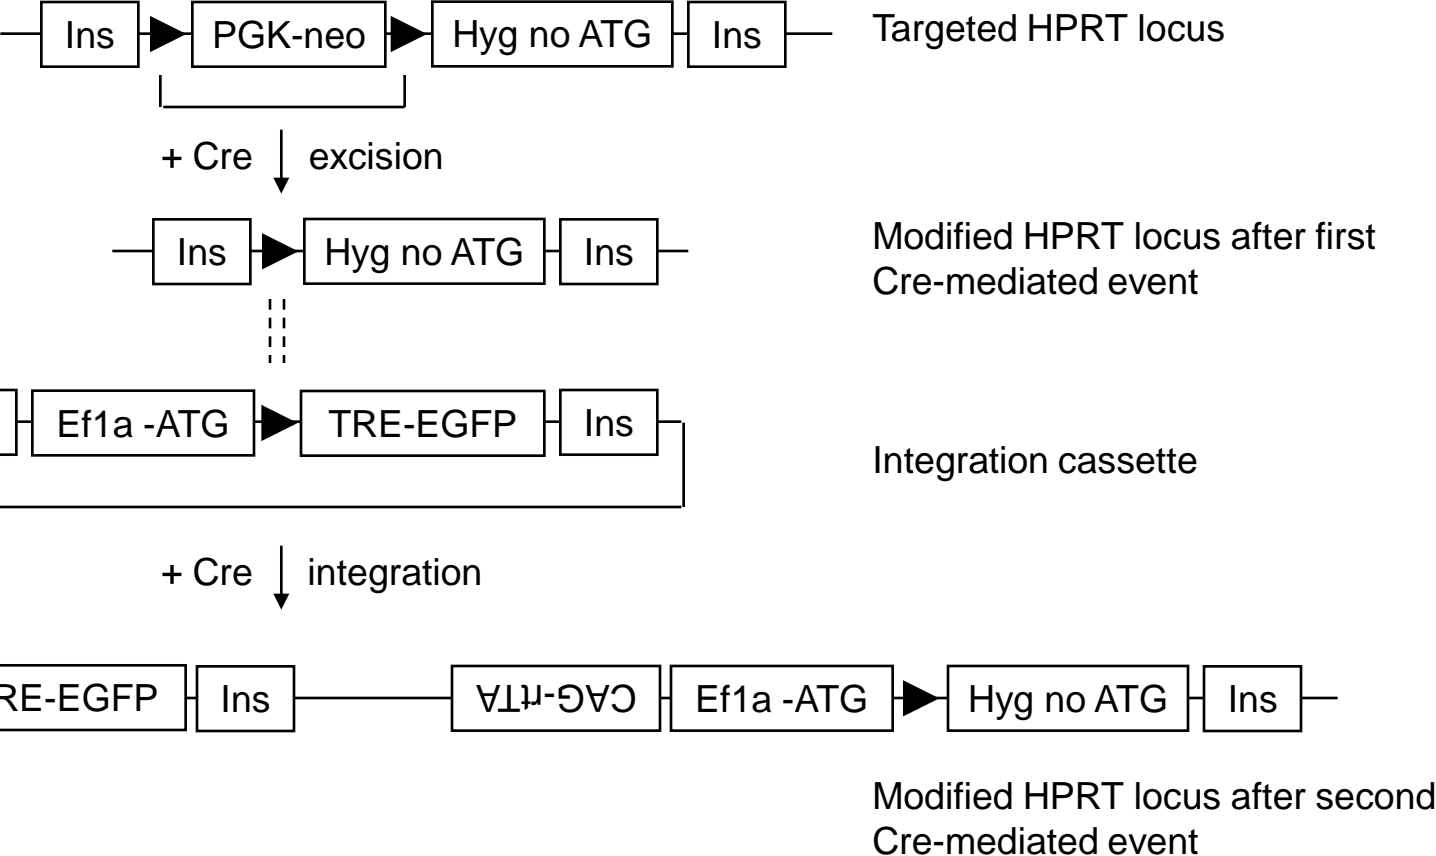 Ins PGK-neo Hyg no ATG Ins Targeted HPRT locus
+ Cre excision
Ins Hyg no ATG Ins Modified HPRT locus after first
Cre-mediated event
Ef1a -ATG TRE-EGFP Ins
Integration cassette
+ Cre integration
RE-EGFP Ins CAG-rtTA Ef1a -ATG Hyg no ATG Ins
Modified HPRT locus after second
Cre-mediated event